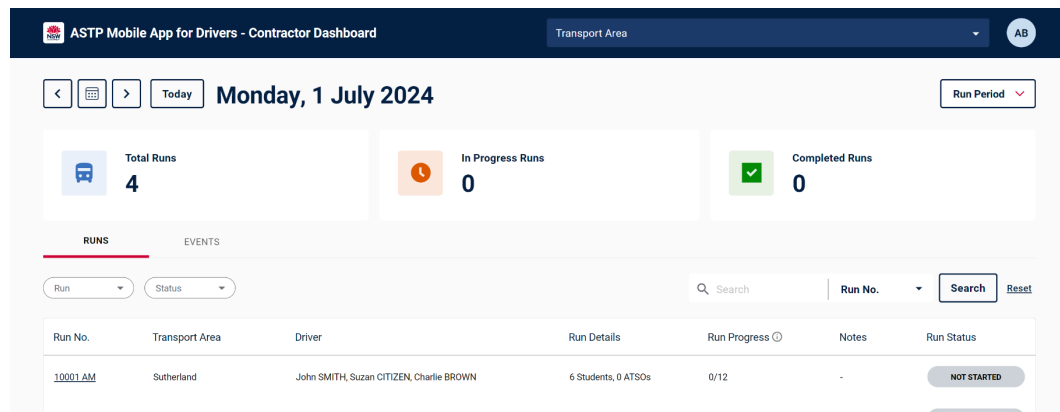 NSW ASTP Mobile App for Drivers - Contractor Dashboard Transport Area AB
Today Monday, 1 July 2024 Run Period
Total Runs In Progress Runs Completed Runs
4 0 0
RUNS EVENTS
Run Status Search Run No. Search Reset
Run No. Transport Area Driver Run Details Run Progress Notes Run Status
10001 AM Sutherland John SMITH, Suzan CITIZEN, Charlie BROWN 6 Students, 0 ATSOs 0/12 - NOT STARTED